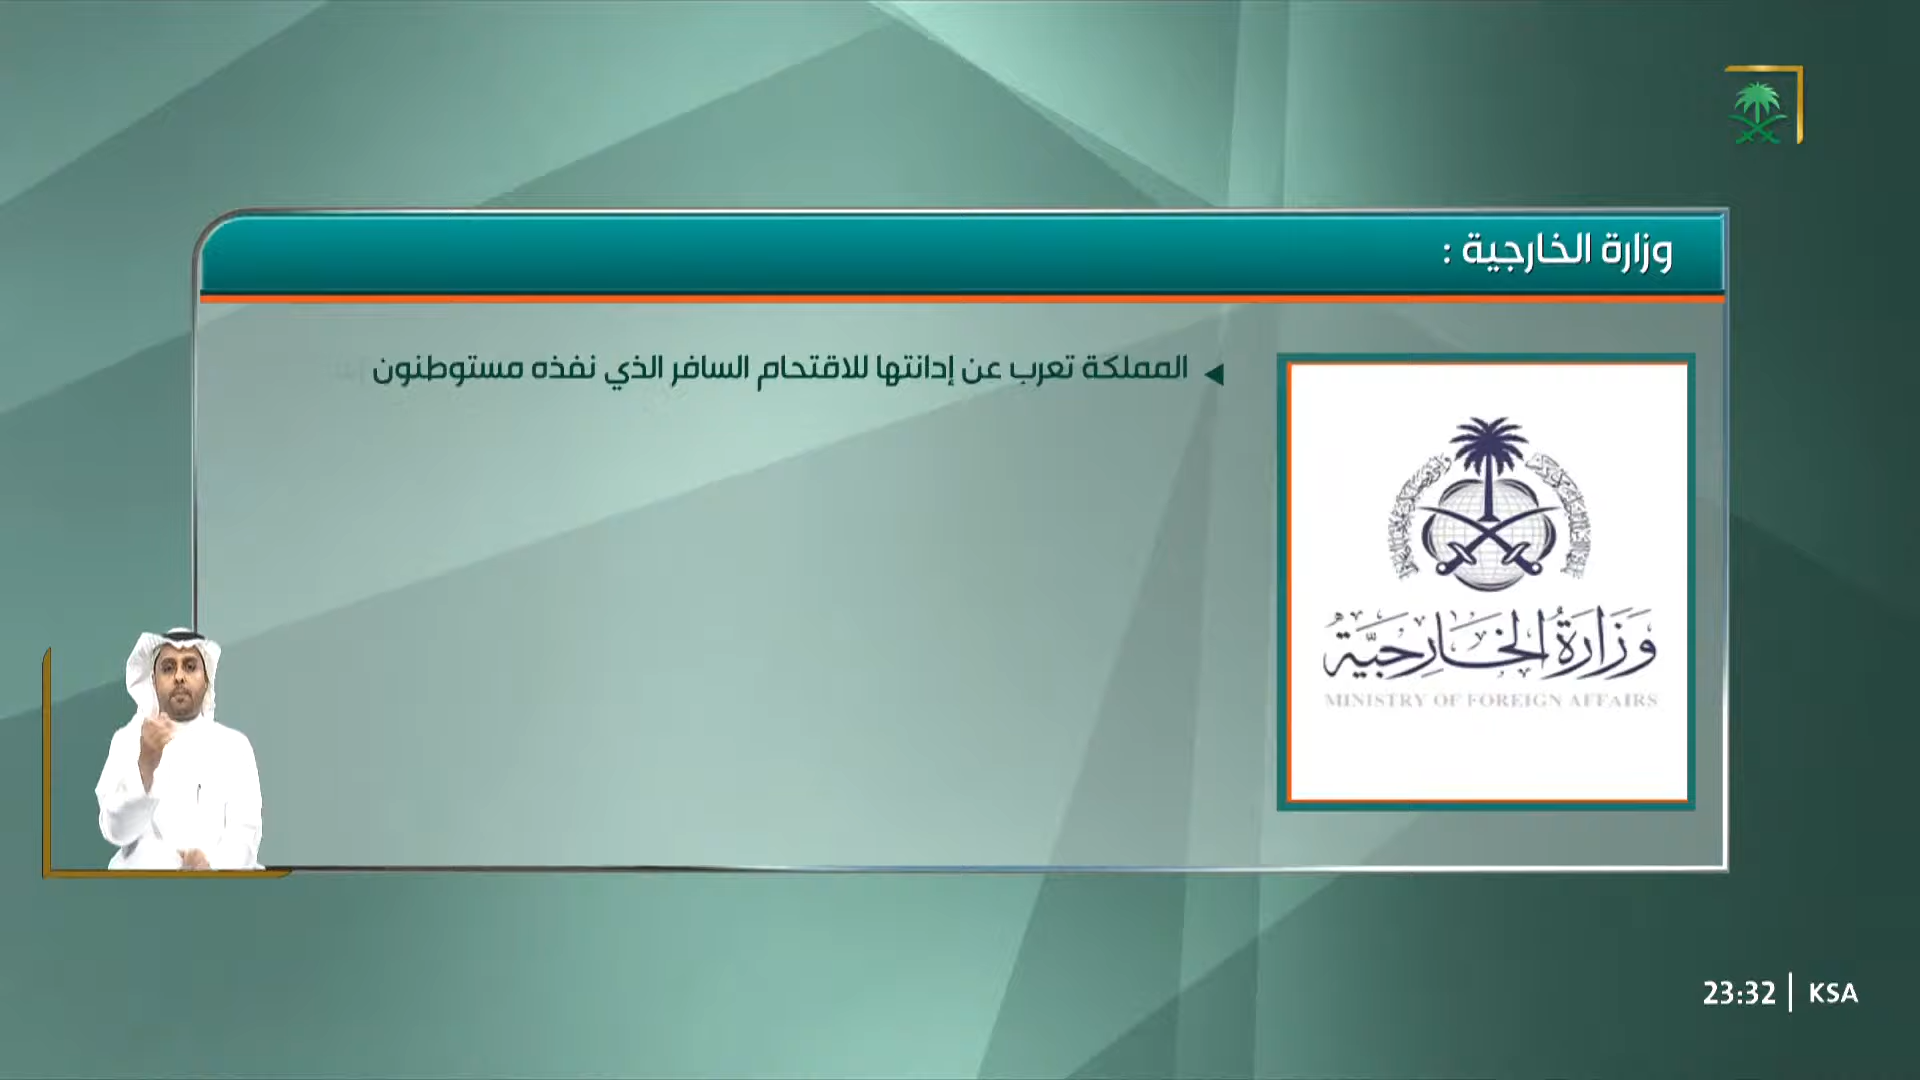 وزارة الخارجية :
المملكة تعرب عن إدانتها للاقتحام السافر الذي نفذه مستوطنون
وزارة الخارجية
MINISTRY OF FOREIGN AFFAIRS
23:32 | KSA